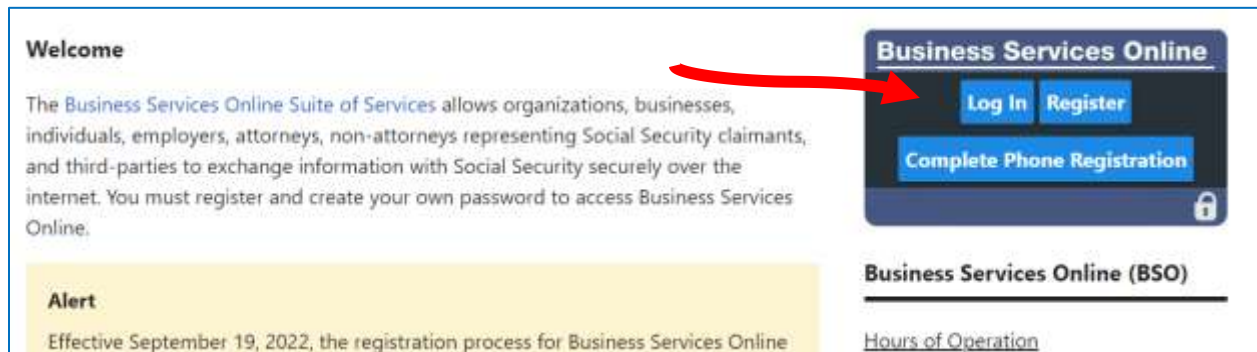 Welcome
The Business Services Online Suite of Services allows organizations, businesses,
individuals, employers, attorneys, non-attorneys representing Social Security claimants,
and third-parties to exchange information with Social Security securely over the
internet. You must register and create your own password to access Business Services
Online.
Alert
Effective September 19, 2022, the registration process for Business Services Online
Business Services Online
Log In Register
Complete Phone Registration
Business Services Online (BSO)
Hours of Operation